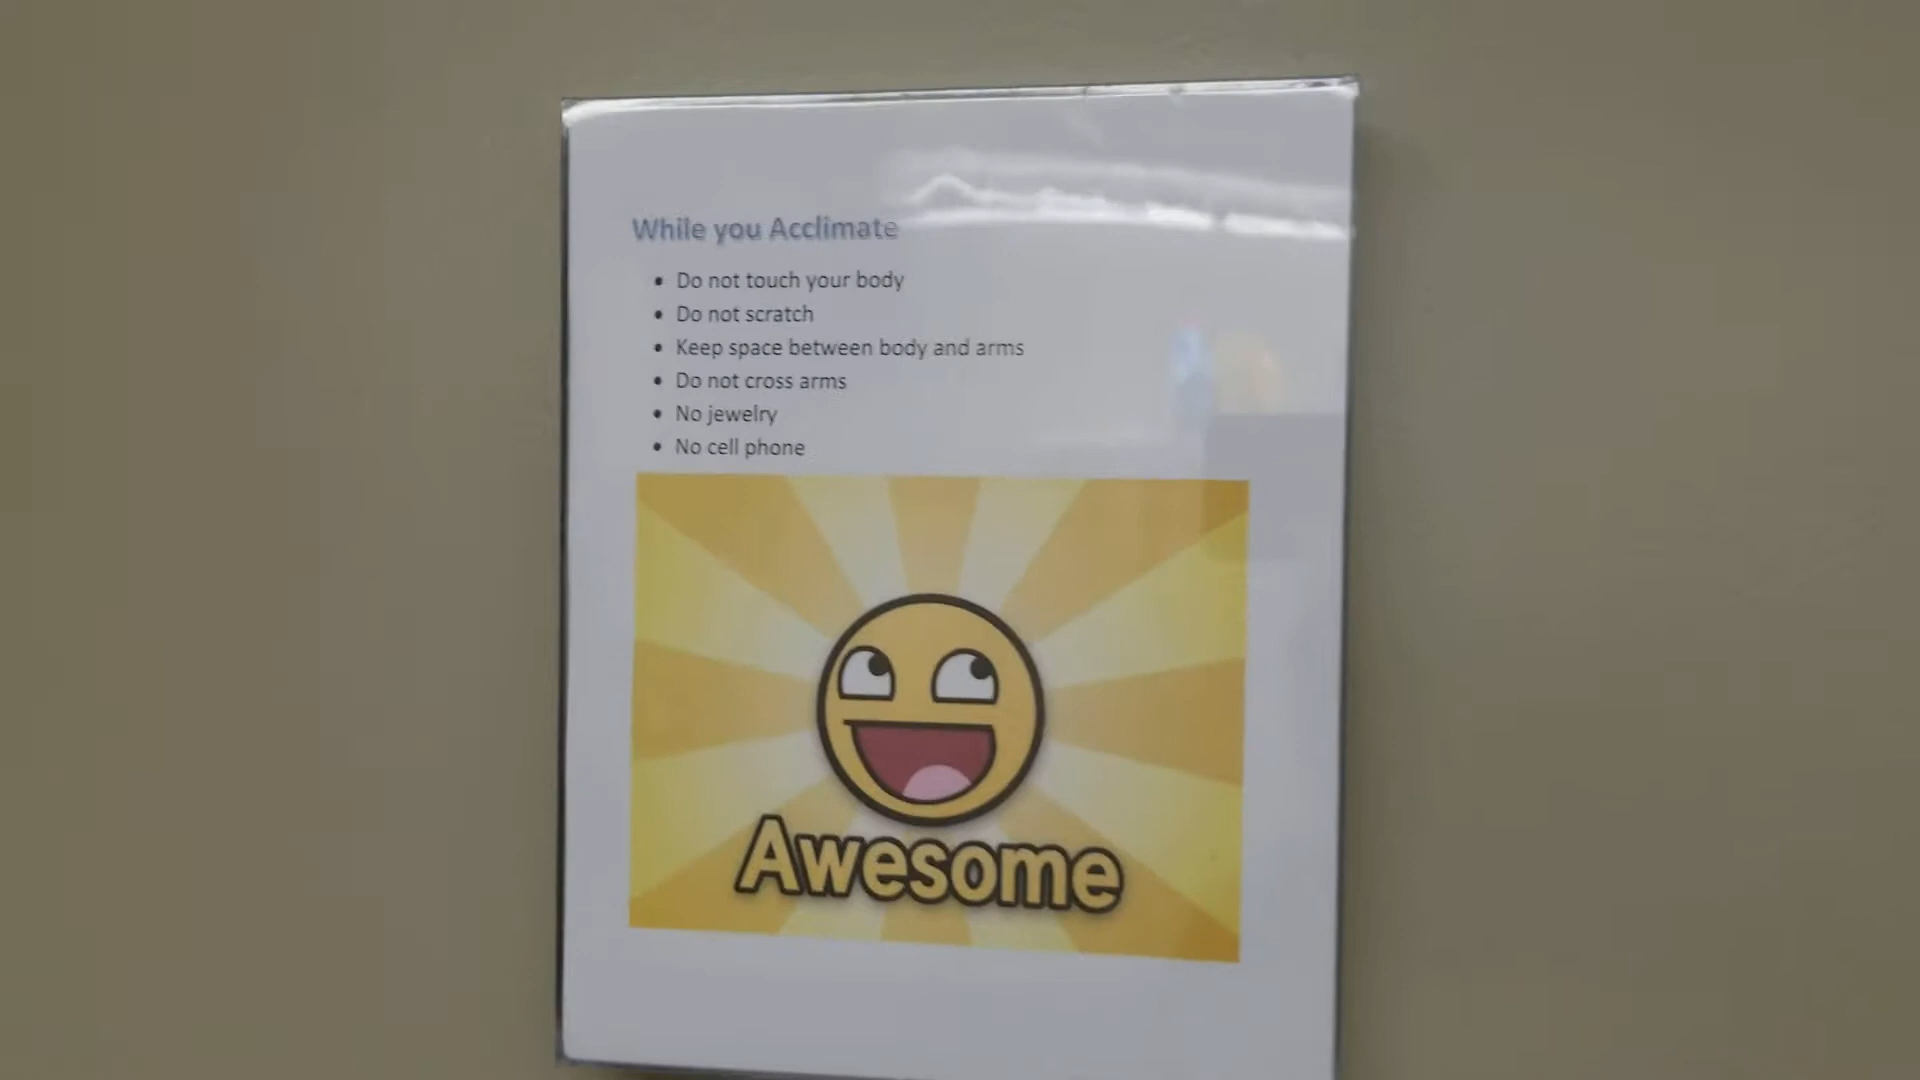 While you Acclimate
• Do not touch your body
• Do not scratch
• Keep space between body and arms
• Do not cross arms
• No jewelry
• No cell phone
Awesome